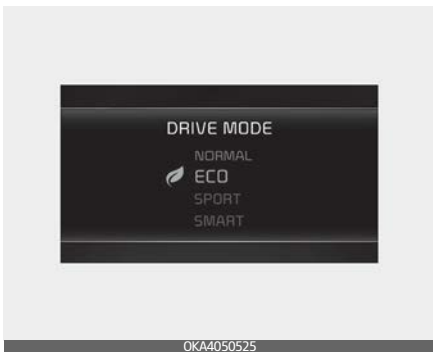 DRIVE MODE
NORMAL
ECO
SPORT
SMART
OKA4050525